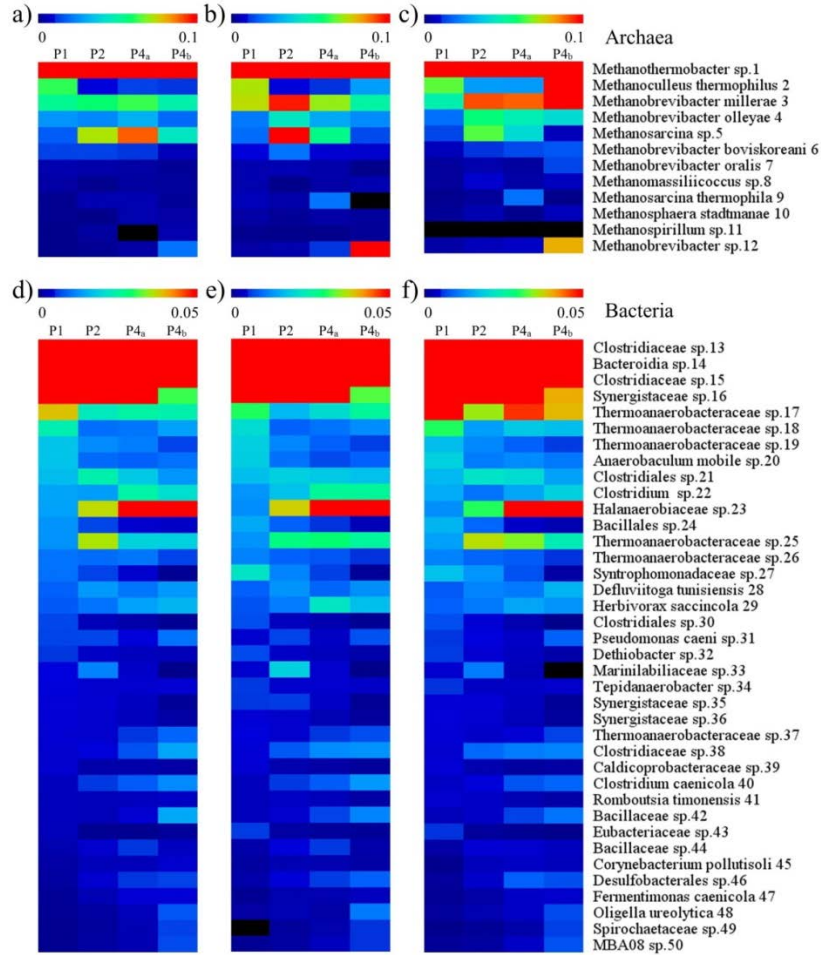 a) b) c)
0 0.1 0 0.1 0 0.1
Archaea
P1 P2 P4a P4b P1 P2 P4a P4b P1 P2 P4a P4b
Methanothermobacter sp.1
Methanoculleus thermophilus 2
Methanobrevibacter millerae 3
Methanobrevibacter olleyae 4
Methanosarcina sp.5
Methanobrevibacter boviskoreani 6
Methanobrevibacter oralis 7
Methanomassiliicoccus sp.8
Methanosarcina thermophila 9
Methanosphaera stadtmanae 10
Methanospirillum sp.11
Methanobrevibacter sp.12
d) e) f)
0 0.05 0 0.05 0 0.05
Bacteria
P1 P2 P4a P4b P1 P2 P4a P4b P1 P2 P4a P4b
Clostridiaceae sp.13
Bacteroidia sp.14
Clostridiaceae sp.15
Synergistaceae sp.16
Thermoanaerobacteraceae sp.17
Thermoanaerobacteraceae sp.18
Thermoanaerobacteraceae sp.19
Anaerobaculum mobile sp.20
Clostridiales sp.21
Clostridium sp.22
Halanaerobiaceae sp.23
Bacillales sp.24
Thermoanaerobacteraceae sp.25
Thermoanaerobacteraceae sp.26
Syntrophomonadaceae sp.27
Defluviitoga tunisiensis 28
Herbivorax saccincola 29
Clostridiales sp.30
Pseudomonas caeni sp.31
Dethiobacter sp.32
Marinilabiliaceae sp.33
Tepidanaerobacter sp.34
Synergistaceae sp.35
Synergistaceae sp.36
Thermoanaerobacteraceae sp.37
Clostridiaceae sp.38
Caldicoprobacteraceae sp.39
Clostridium caenicola 40
Romboutsia timonensis 41
Bacillaceae sp.42
Eubacteriaceae sp.43
Bacillaceae sp.44
Corynebacterium pollutisoli 45
Desulfobacterales sp.46
Fermentimonas caenicola 47
Oligella ureolytica 48
Spirochaetaceae sp.49
MBA08 sp.50